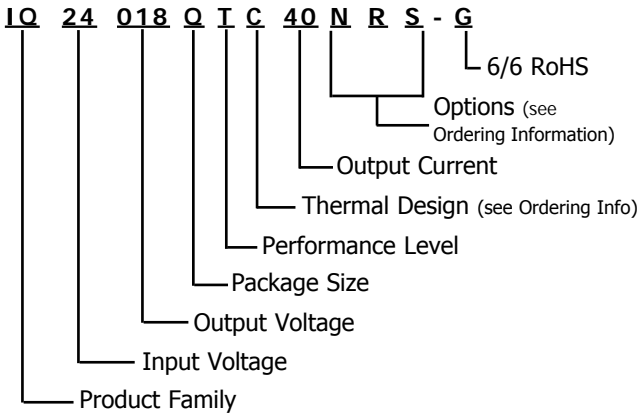 IQ 24 018 Q T C 40 N R S - G
6/6 RoHS
Options (see
Ordering Information)
Output Current
Thermal Design (see Ordering Info)
Performance Level
Package Size
Output Voltage
Input Voltage
Product Family